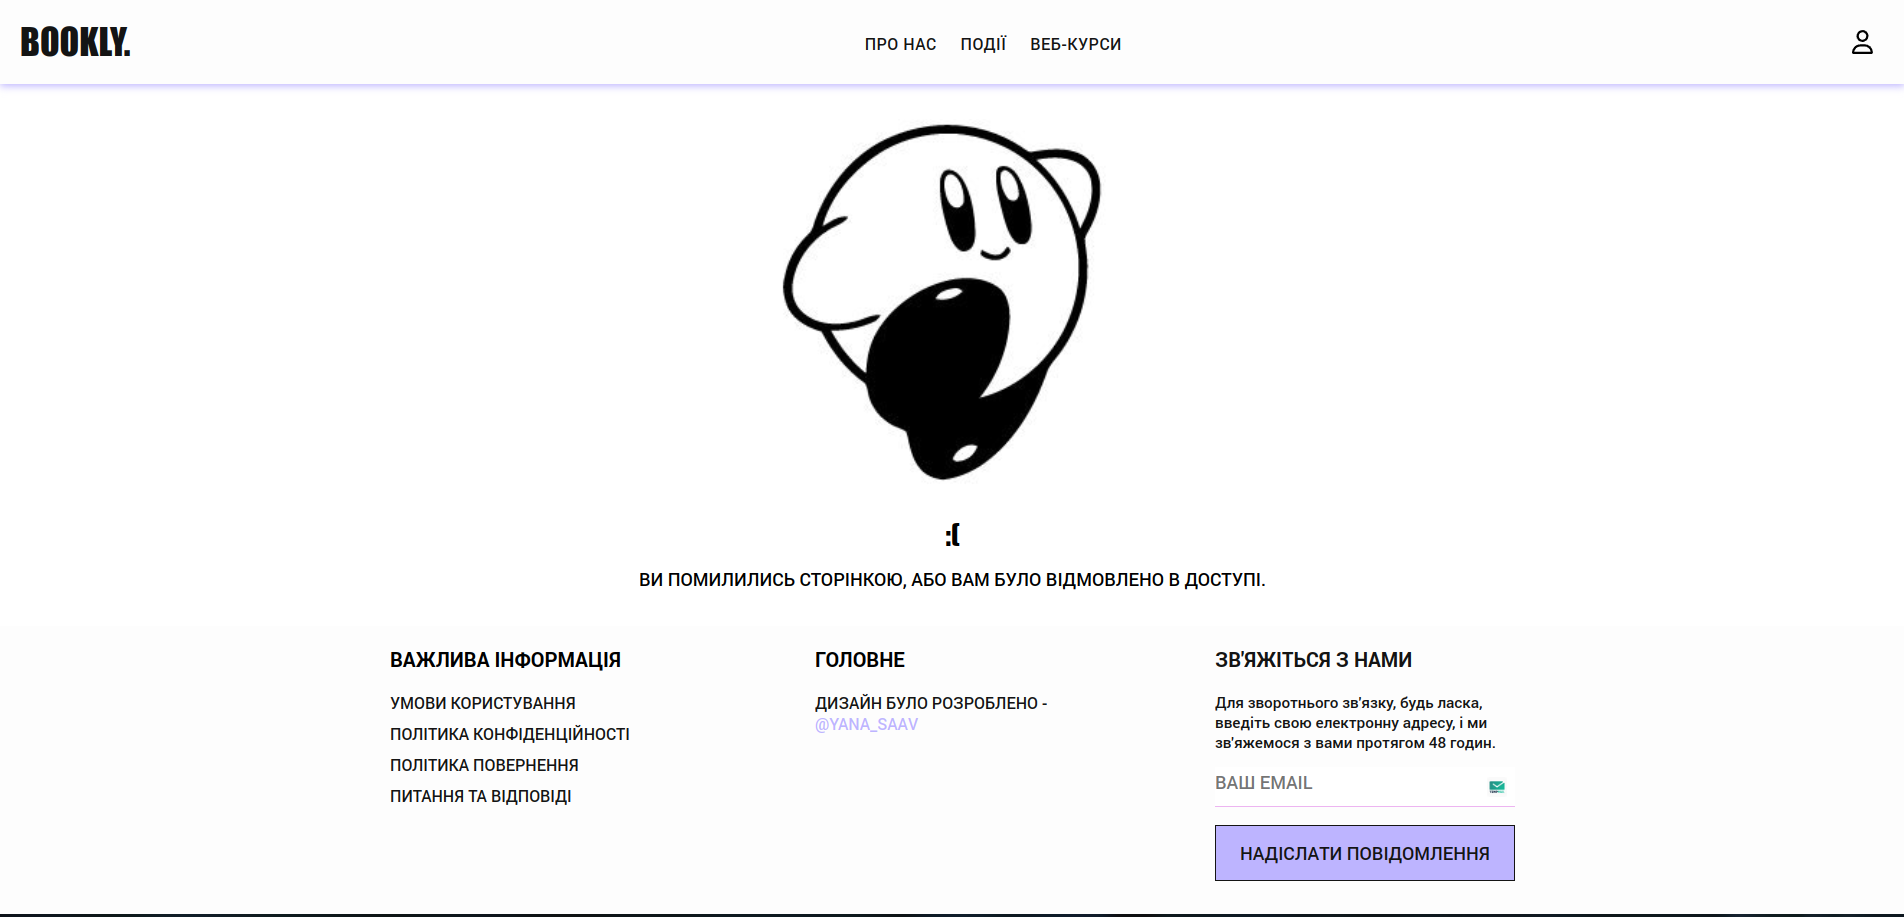 BOOKLY.
ПРО НАС ПОДІЇ ВЕБ-КУРСИ
:(
ВИ ПОМИЛИЛИСЬ СТОРІНКОЮ, АБО ВАМ БУЛО ВІДМОВЛЕНО В ДОСТУПІ.
ВАЖЛИВА ІНФОРМАЦІЯ
УМОВИ КОРИСТУВАННЯ
ПОЛІТИКА КОНФІДЕНЦІЙНОСТІ
ПОЛІТИКА ПОВЕРНЕННЯ
ПИТАННЯ ТА ВІДПОВІДІ
ГОЛОВНЕ
ДИЗАЙН БУЛО РОЗРОБЛЕНО -
@YANA_SAAV
ЗВ'ЯЖІТЬСЯ З НАМИ
Для зворотнього зв'язку, будь ласка,
введіть свою електронну адресу, і ми
зв'яжемося з вами протягом 48 годин.
ВАШ EMAIL
НАДІСЛАТИ ПОВІДОМЛЕННЯ